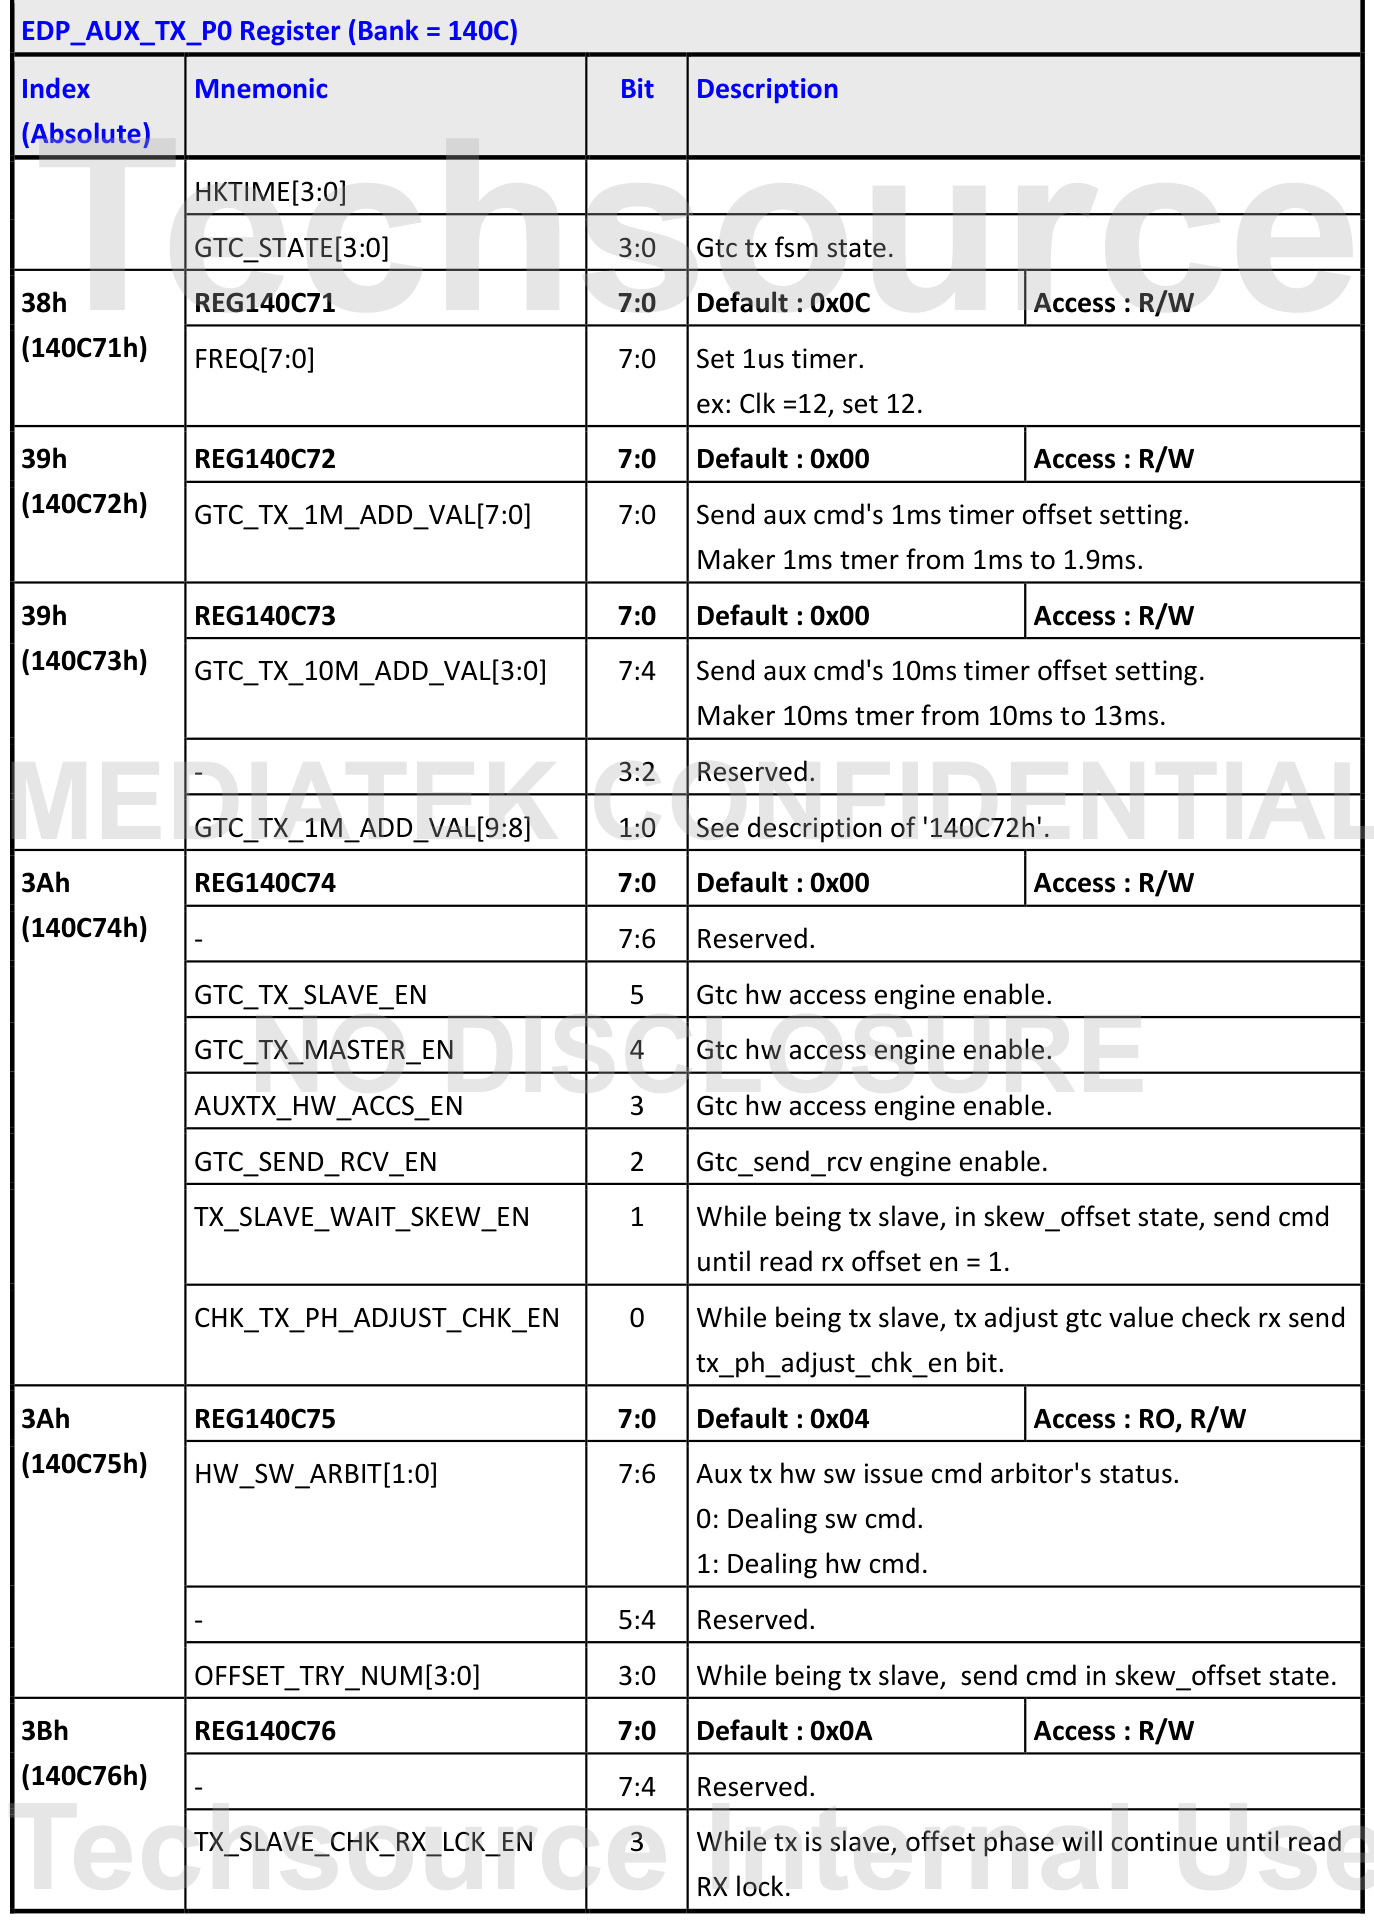 EDP_AUX_TX_P0 Register (Bank = 140C)
Index (Absolute) Mnemonic Bit Description
HKTIME[3:0]
GTC_STATE[3:0] 3:0 Gtc tx fsm state.
38h (140C71h) REG140C71 7:0 Default : 0x0C Access : R/W
FREQ[7:0] 7:0 Set 1us timer.
ex: Clk =12, set 12.
39h (140C72h) REG140C72 7:0 Default : 0x00 Access : R/W
GTC_TX_1M_ADD_VAL[7:0] 7:0 Send aux cmd's 1ms timer offset setting.
Maker 1ms tmer from 1ms to 1.9ms.
39h (140C73h) REG140C73 7:0 Default : 0x00 Access : R/W
GTC_TX_10M_ADD_VAL[3:0] 7:4 Send aux cmd's 10ms timer offset setting.
Maker 10ms tmer from 10ms to 13ms.
- 3:2 Reserved.
GTC_TX_1M_ADD_VAL[9:8] 1:0 See description of '140C72h'.
3Ah (140C74h) REG140C74 7:0 Default : 0x00 Access : R/W
- 7:6 Reserved.
GTC_TX_SLAVE_EN 5 Gtc hw access engine enable.
GTC_TX_MASTER_EN 4 Gtc hw access engine enable.
AUXTX_HW_ACCS_EN 3 Gtc hw access engine enable.
GTC_SEND_RCV_EN 2 Gtc_send_rcv engine enable.
TX_SLAVE_WAIT_SKEW_EN 1 While being tx slave, in skew_offset state, send cmd
until read rx offset en = 1.
CHK_TX_PH_ADJUST_CHK_EN 0 While being tx slave, tx adjust gtc value check rx send
tx_ph_adjust_chk_en bit.
3Ah (140C75h) REG140C75 7:0 Default : 0x04 Access : RO, R/W
HW_SW_ARBIT[1:0] 7:6 Aux tx hw sw issue cmd arbitor's status.
0: Dealing sw cmd.
1: Dealing hw cmd.
- 5:4 Reserved.
OFFSET_TRY_NUM[3:0] 3:0 While being tx slave,  send cmd in skew_offset state.
3Bh (140C76h) REG140C76 7:0 Default : 0x0A Access : R/W
- 7:4 Reserved.
TX_SLAVE_CHK_RX_LCK_EN 3 While tx is slave, offset phase will continue until read
RX lock.
Techsource
MEDIATEK CONFIDENTIAL
NO DISCLOSURE
Techsource Internal Use